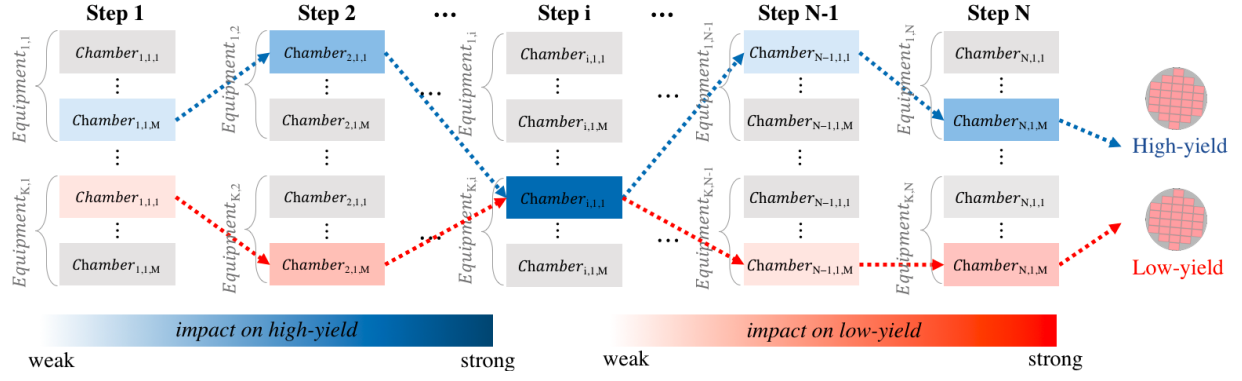 Step 1 Step 2 ... Step i ... Step N-1 Step N
Equipment1,1 Equipment1,2 Equipment1,i Equipment1,N-1 Equipment1,N
Chamber1,1,1 Chamber2,1,1 Chamberi,1,1 ChamberN−1,1,1 ChamberN,1,1
... ...
Chamber1,1,M Chamber2,1,M Chamberi,1,M ChamberN−1,1,M ChamberN,1,M
High-yield
EquipmentK,1 EquipmentK,2 EquipmentK,i EquipmentK,N-1 EquipmentK,N
Chamber1,1,1 Chamber2,1,1 Chamberi,1,1 ChamberN−1,1,1 ChamberN,1,1
... ...
Chamber1,1,M Chamber2,1,M Chamberi,1,M ChamberN−1,1,M ChamberN,1,M
Low-yield
impact on high-yield impact on low-yield
weak strong weak strong